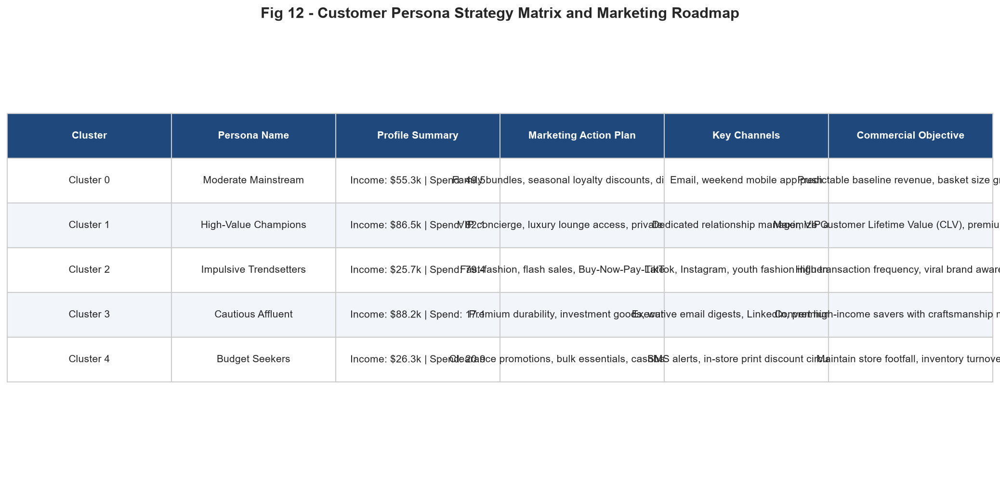 Fig 12 - Customer Persona Strategy Matrix and Marketing Roadmap
Cluster Persona Name Profile Summary Marketing Action Plan Key Channels Commercial Objective
Cluster 0 Moderate Mainstream Income: $55.3k | Spend: 49.5 Family bundles, seasonal loyalty discounts, di Email, weekend mobile app push Predictable baseline revenue, basket size gr
Cluster 1 High-Value Champions Income: $86.5k | Spend: 82.1 VIP concierge, luxury lounge access, private Dedicated relationship manager, VIP a Maximize Customer Lifetime Value (CLV), premiu
Cluster 2 Impulsive Trendsetters Income: $25.7k | Spend: 79.4 Fast-fashion, flash sales, Buy-Now-Pay-Late TikTok, Instagram, youth fashion influen High transaction frequency, viral brand aware
Cluster 3 Cautious Affluent Income: $88.2k | Spend: 17.1 Premium durability, investment goods, warr Executive email digests, LinkedIn, premium Convert high-income savers with craftsmanship
Cluster 4 Budget Seekers Income: $26.3k | Spend: 20.9 Clearance promotions, bulk essentials, cashba SMS alerts, in-store print discount circu Maintain store footfall, inventory turnove